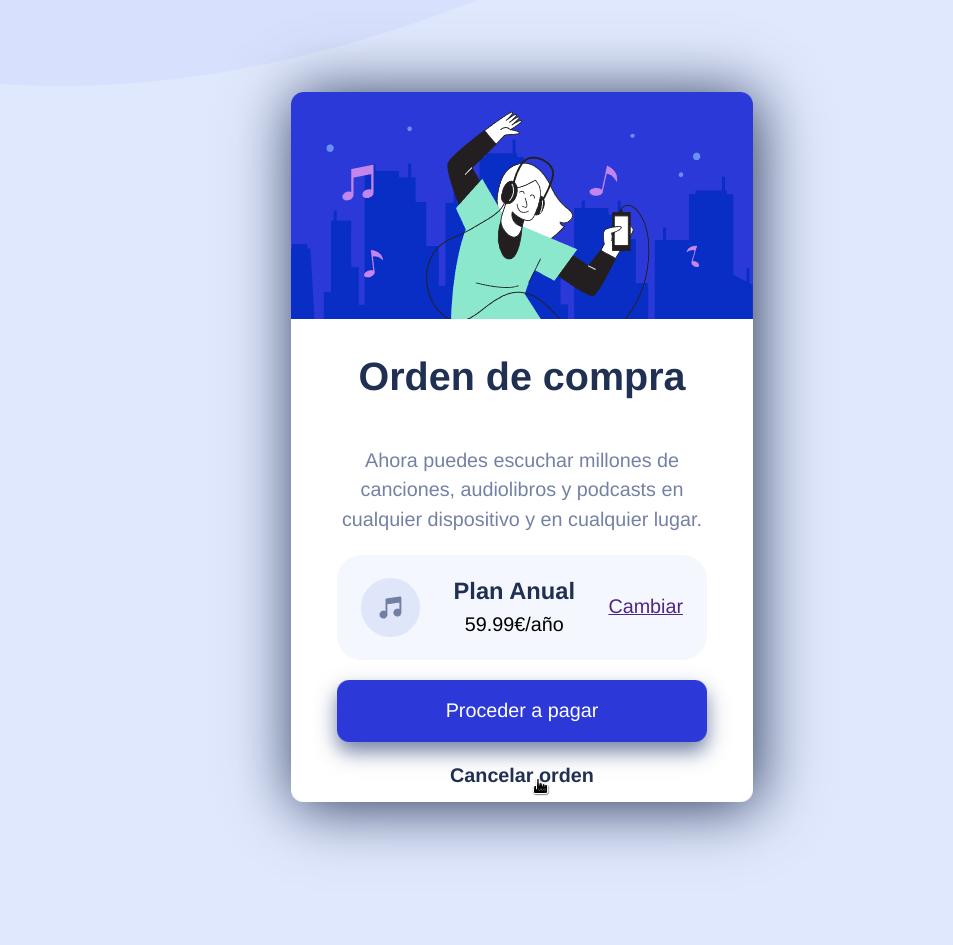 Orden de compra
Ahora puedes escuchar millones de
canciones, audiolibros y podcasts en
cualquier dispositivo y en cualquier lugar.
Plan Anual
59.99€/año
Cambiar
Proceder a pagar
Cancelar orden